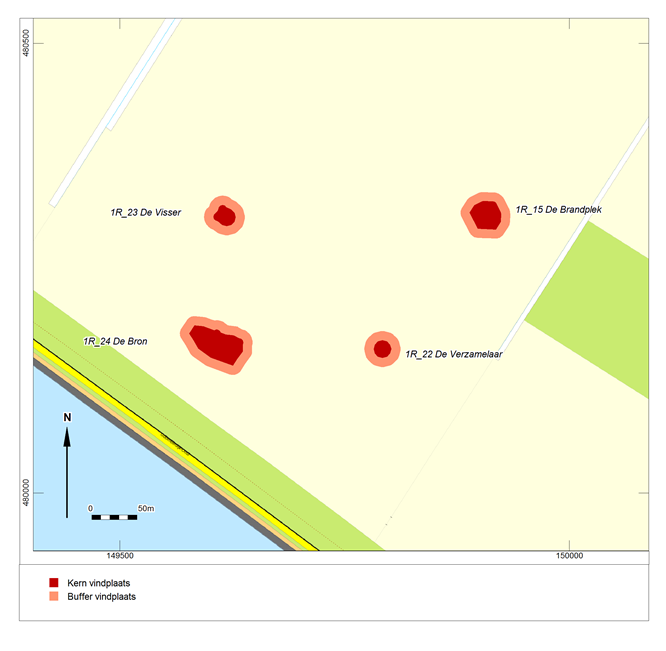 480500
1R_23 De Visser
1R_15 De Brandplek
1R_24 De Bron
1R_22 De Verzamelaar
N
480000
0 50m
149500
150000
Kern vindplaats
Buffer vindplaats